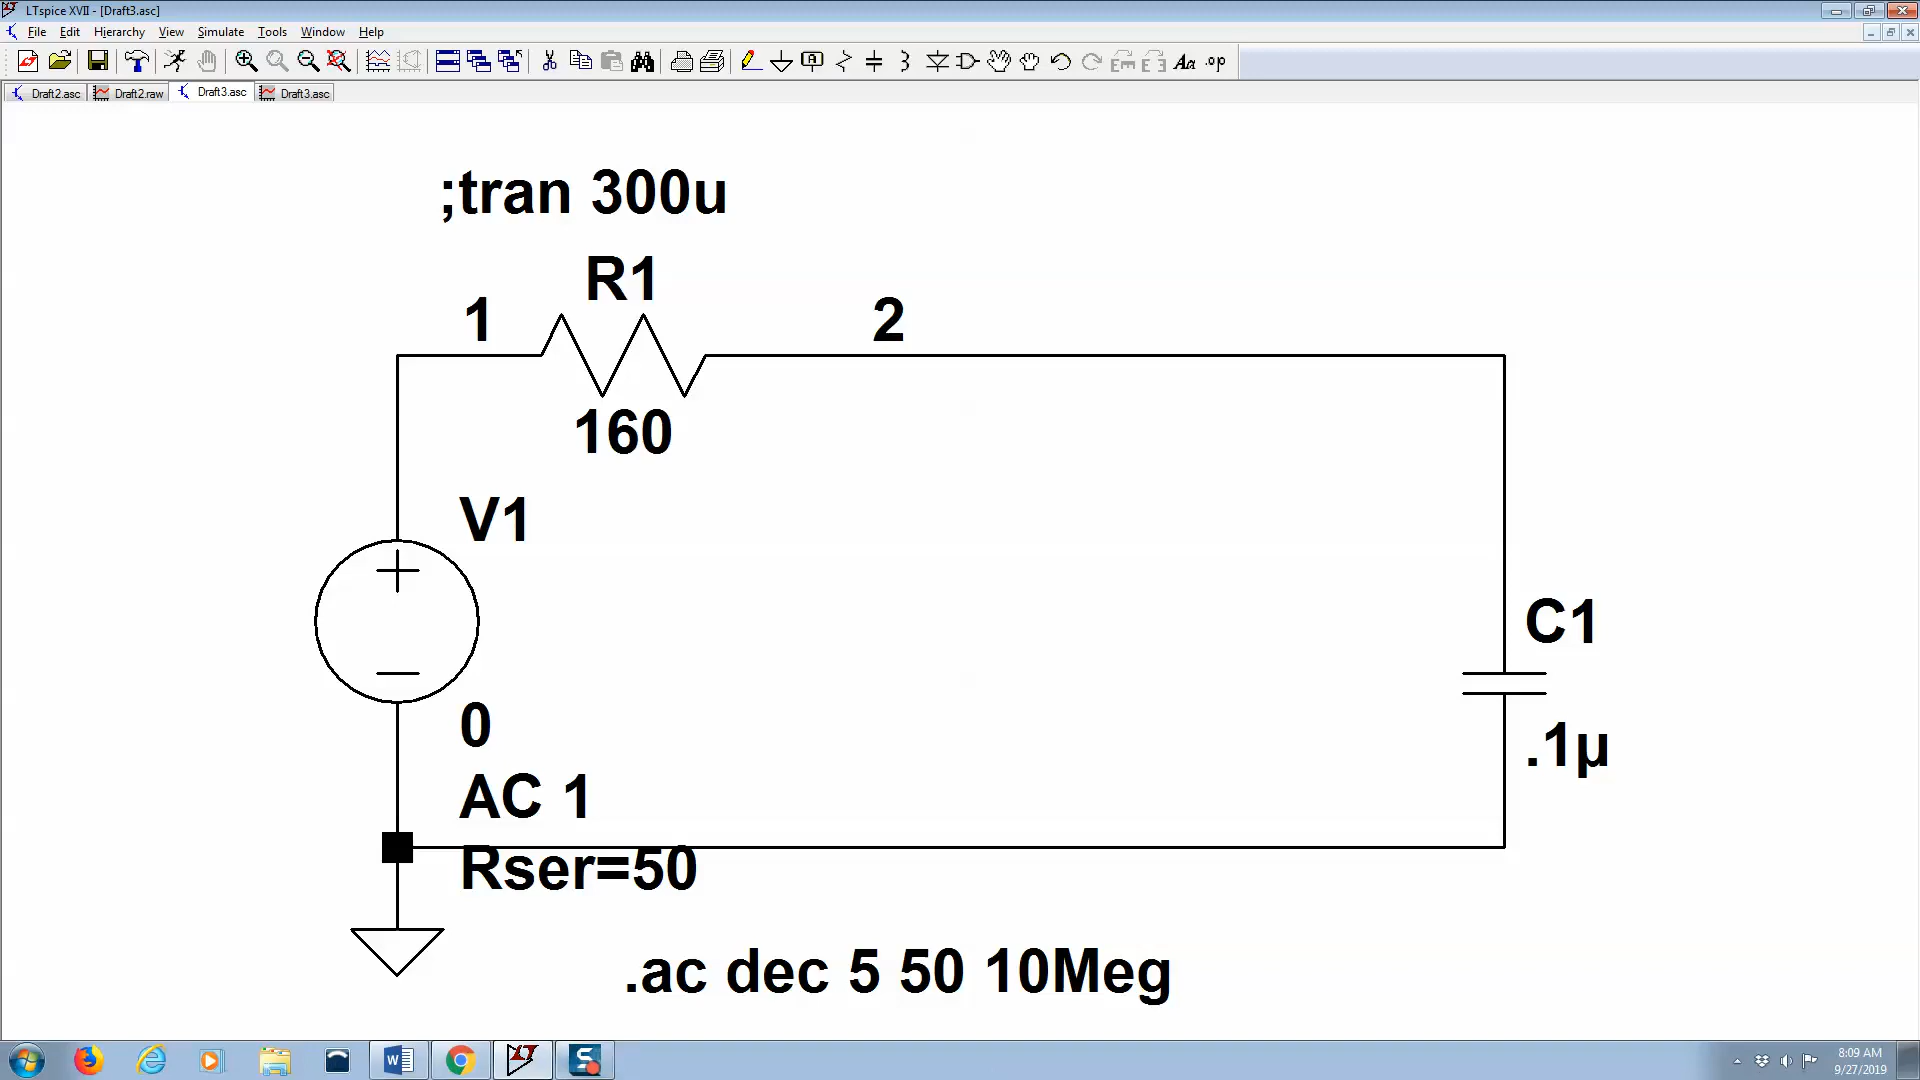 LTspice XVII - [Draft3.asc]
File Edit Hierarchy View Simulate Tools Window Help
Draft2.asc Draft2.raw Draft3.asc Draft3.asc
;tran 300u
R1
1 2
160
V1
C1
0
.1µ
AC 1
Rser=50
.ac dec 5 50 10Meg
8:09 AM
9/27/2019